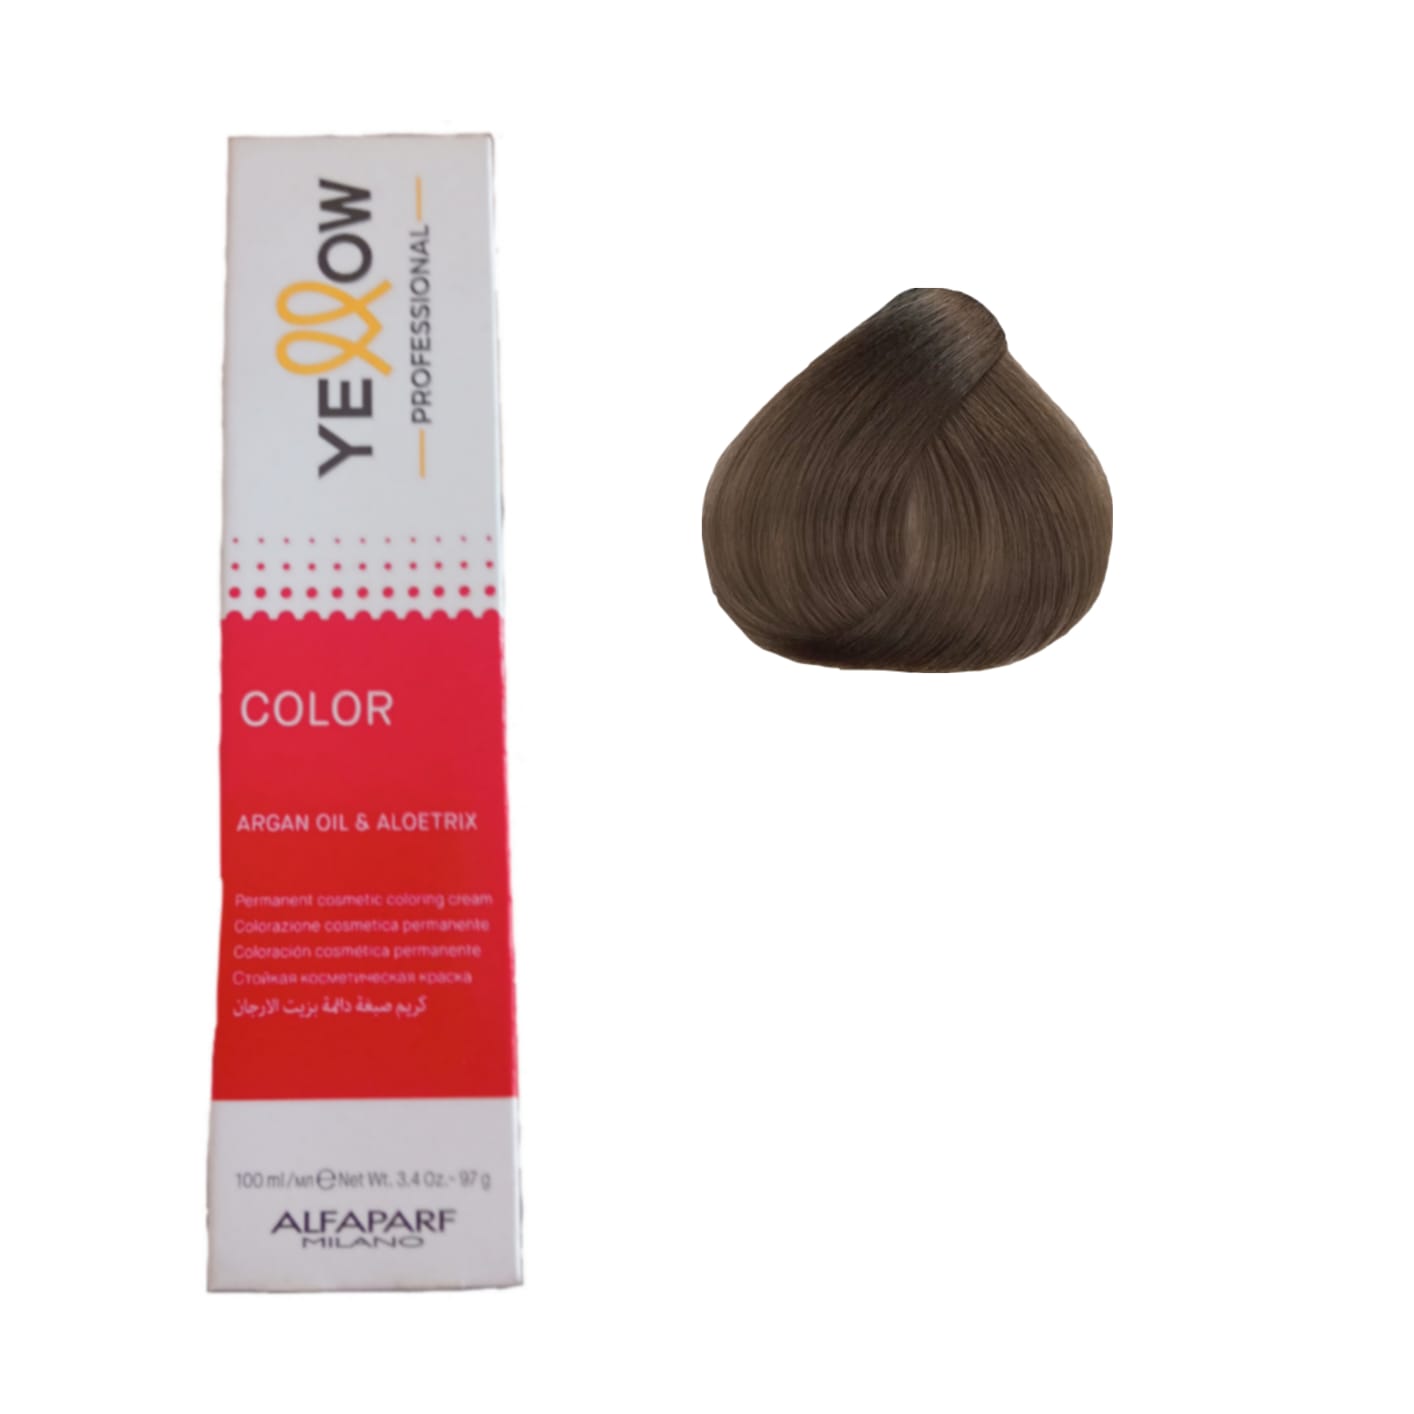 YELLOW
PROFESSIONAL
COLOR
ARGAN OIL & ALOETRIX
Permanent cosmetic coloring cream
Colorazione cosmetica permanente
Coloración cosmética permanente
Стойкая косметическая краска
كريم صبغة دائمة بزيت الارجان
100 ml/мл ℮ Net Wt. 3.4 Oz.- 97 g
ALFAPARF
MILANO